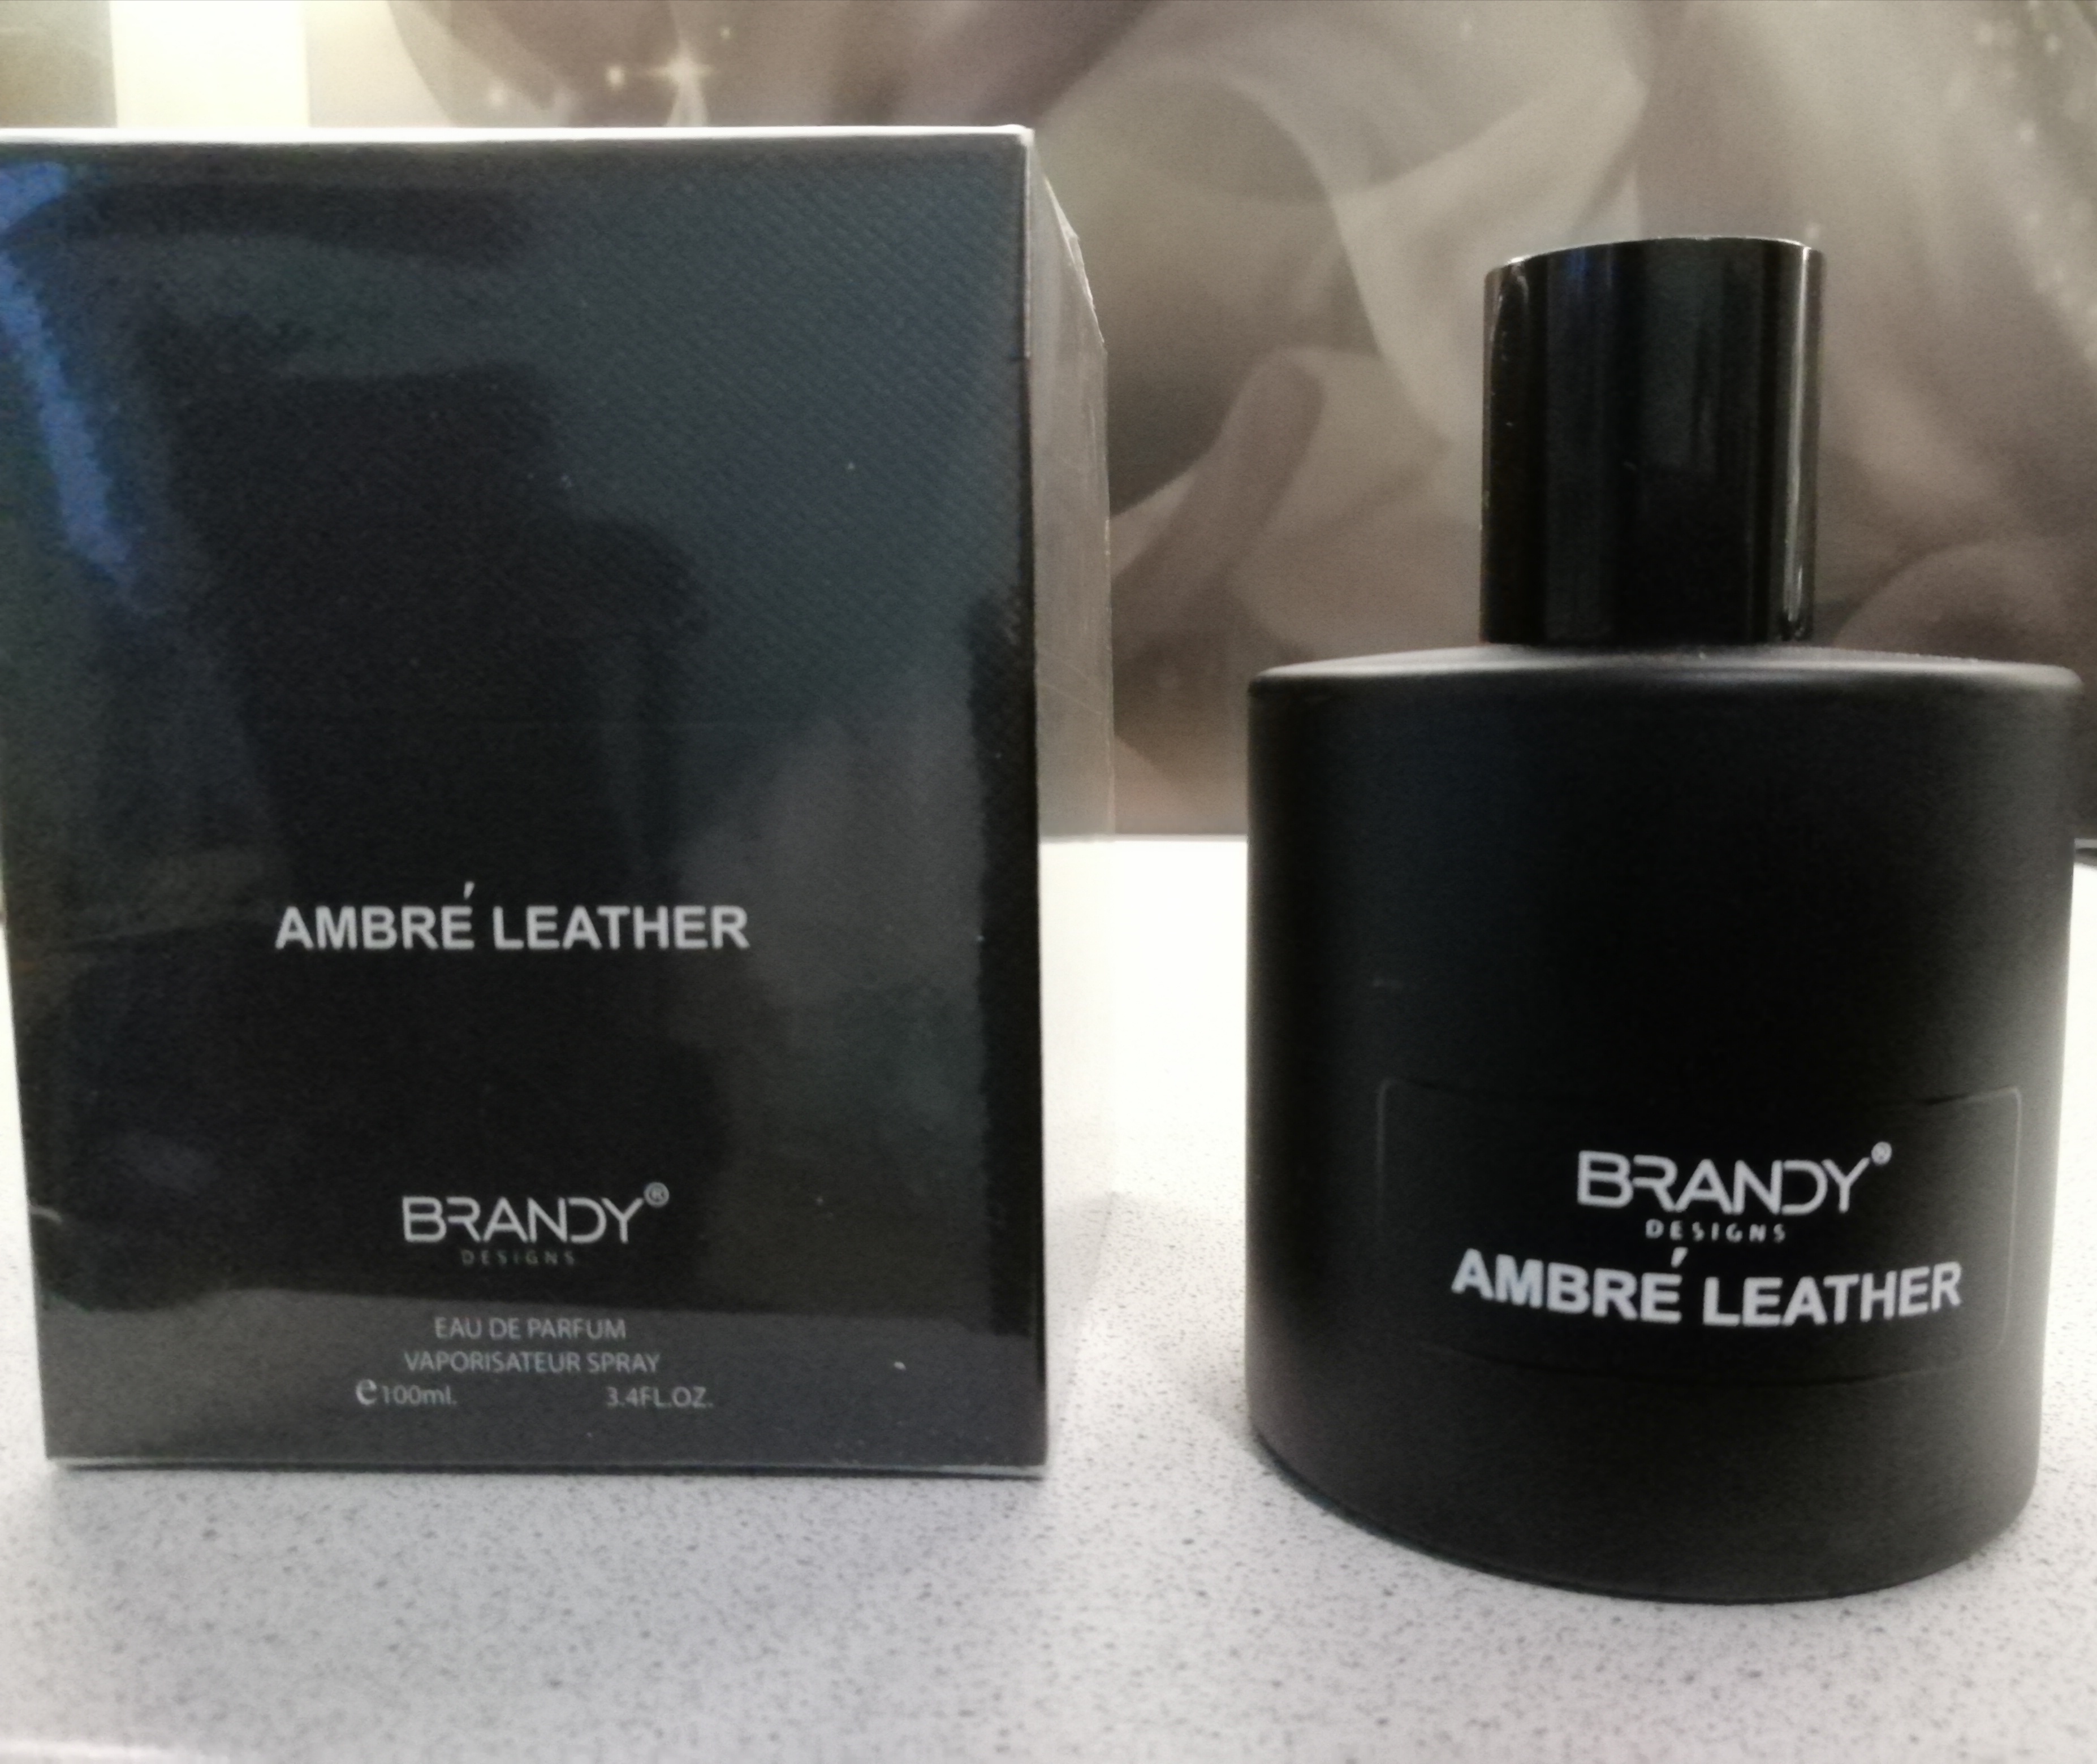 AMBRÉ LEATHER
BRANDY®
DESIGNS
EAU DE PARFUM
VAPORISATEUR SPRAY
℮100ml. 3.4FL.OZ.
BRANDY®
DESIGNS
AMBRÉ LEATHER